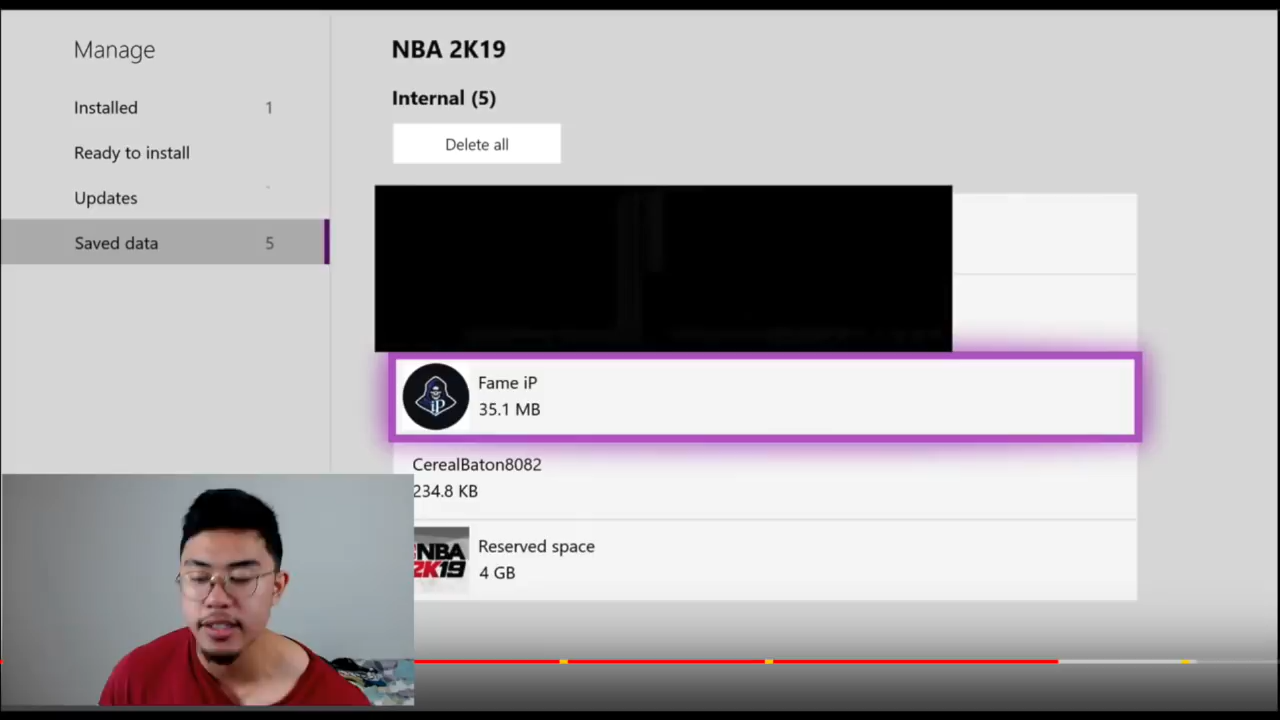 Manage
Installed 1
Ready to install
Updates
Saved data 5
NBA 2K19
Internal (5)
Delete all
iP
Fame iP
35.1 MB
CerealBaton8082
234.8 KB
NBA
2K19
Reserved space
4 GB